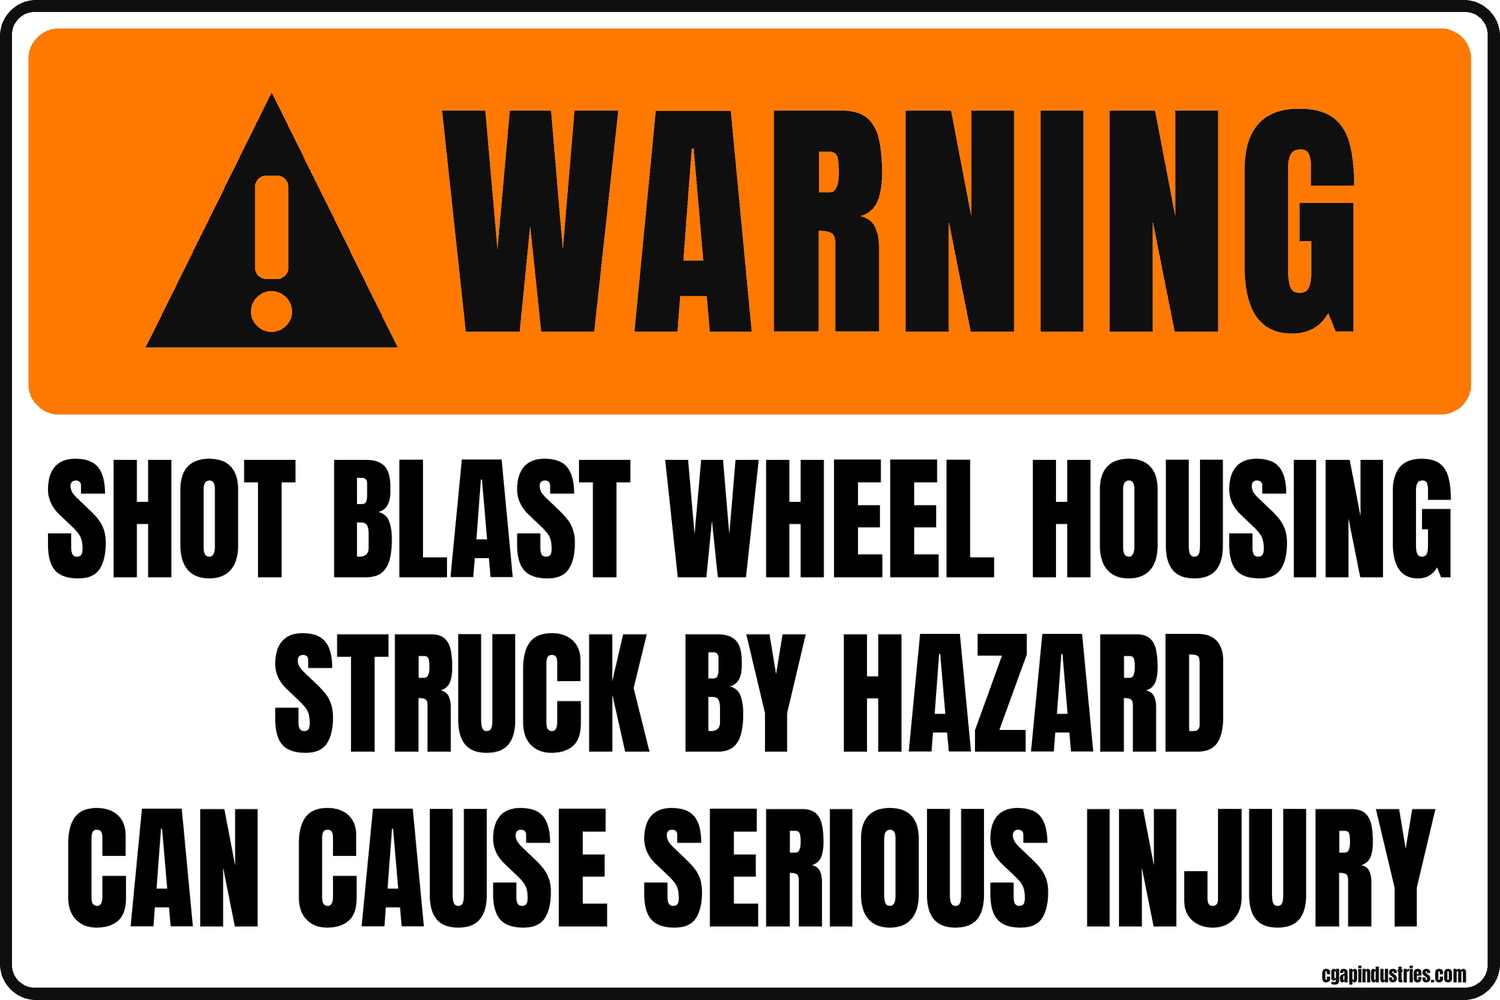 WARNING
SHOT BLAST WHEEL HOUSING
STRUCK BY HAZARD
CAN CAUSE SERIOUS INJURY
cgapindustries.com